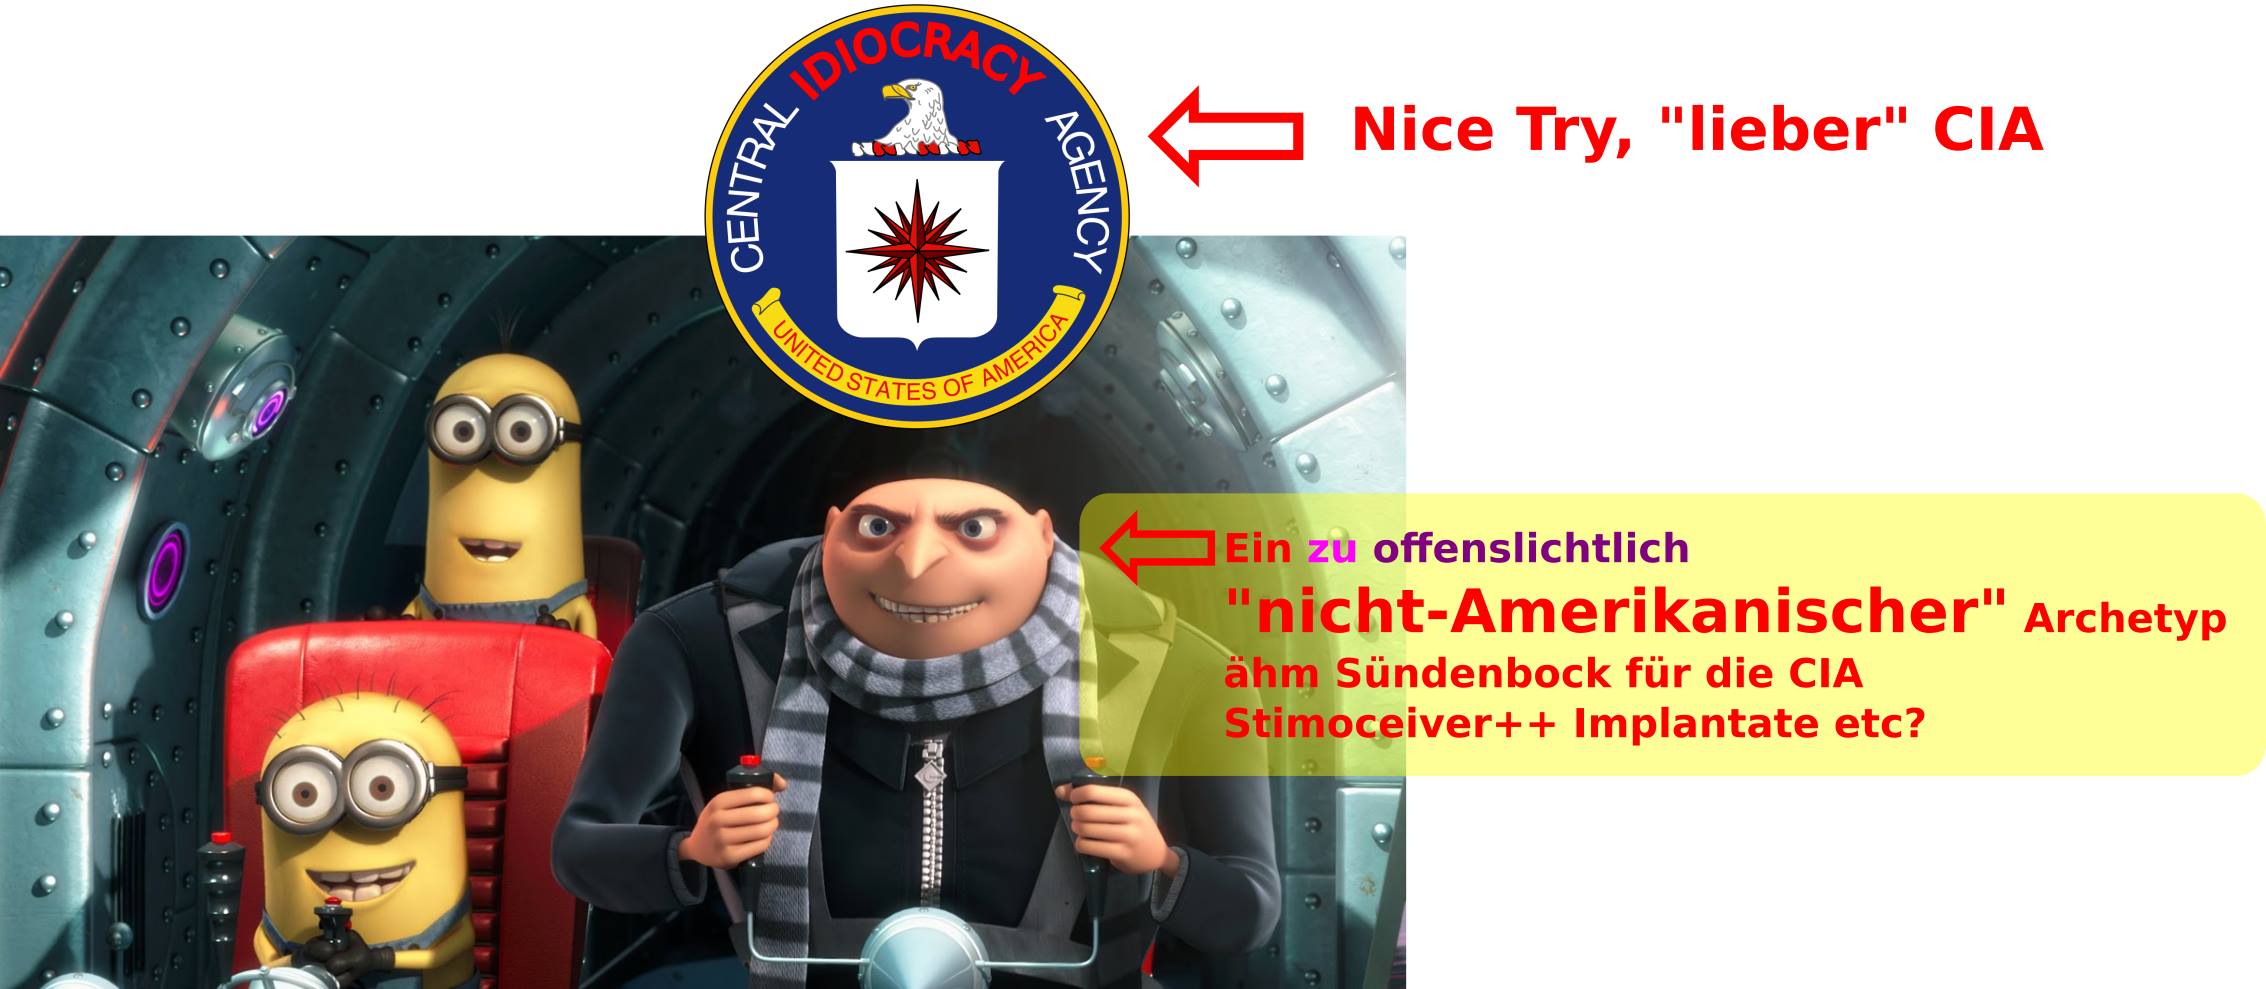 CENTRAL IDIOCRACY AGENCY
UNITED STATES OF AMERICA
Nice Try, "lieber" CIA
Ein zu offenslichtlich
"nicht-Amerikanischer" Archetyp
ähm Sündenbock für die CIA
Stimoceiver++ Implantate etc?